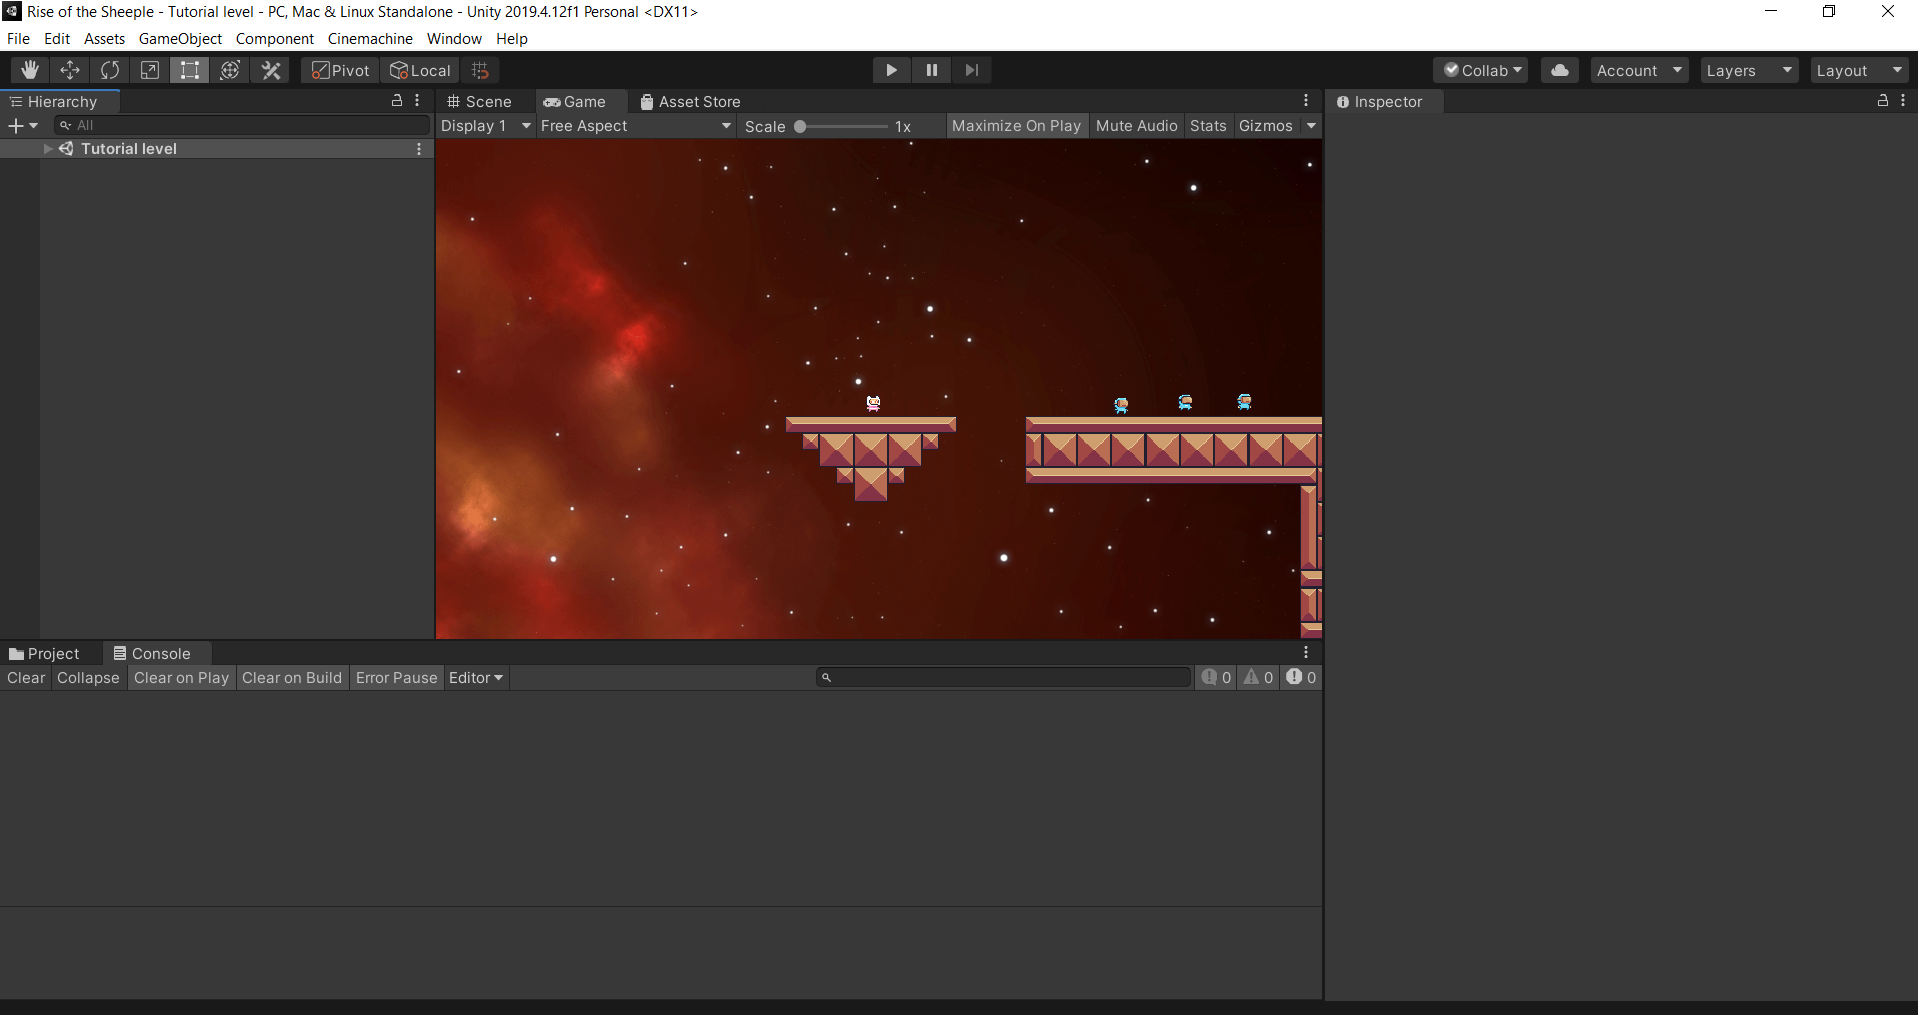 Rise of the Sheeple - Tutorial level - PC, Mac & Linux Standalone - Unity 2019.4.12f1 Personal <DX11>
File Edit Assets GameObject Component Cinemachine Window Help
Pivot Local Collab Account Layers Layout
Hierarchy Scene Game Asset Store Inspector
All Display 1 Free Aspect Scale 1x Maximize On Play Mute Audio Stats Gizmos
Tutorial level
Project Console
Clear Collapse Clear on Play Clear on Build Error Pause Editor 0 0 0